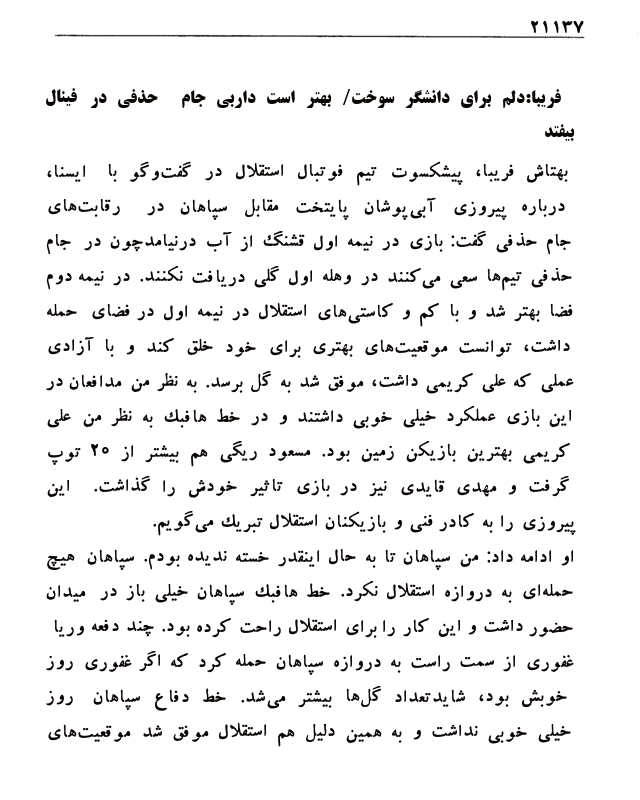 ۲۱۱۳۷
فریبا:دلم برای دانشگر سوخت/ بهتر است داربی جام حذفی در فینال
بیفتد
بهتاش فریبا، پیشکسوت تیم فوتبال استقلال در گفت‌وگو با ایسنا،
درباره پیروزی آبی‌پوشان پایتخت مقابل سپاهان در رقابت‌های
جام حذفی گفت: بازی در نیمه اول قشنگ از آب درنیامدچون در جام
حذفی تیم‌ها سعی می‌کنند در وهله اول گلی دریافت نکنند. در نیمه دوم
فضا بهتر شد و با کم و کاستی‌های استقلال در نیمه اول در فضای حمله
داشت، توانست موقعیت‌های بهتری برای خود خلق کند و با آزادی
عملی که علی کریمی داشت، موفق شد به گل برسد. به نظر من مدافعان در
این بازی عملکرد خیلی خوبی داشتند و در خط هافبک به نظر من علی
کریمی بهترین بازیکن زمین بود. مسعود ریگی هم بیشتر از ۲۵ توپ
گرفت و مهدی قایدی نیز در بازی تاثیر خودش را گذاشت. این
پیروزی را به کادر فنی و بازیکنان استقلال تبریک می‌گویم.
او ادامه داد: من سپاهان تا به حال اینقدر خسته ندیده بودم. سپاهان هیچ
حمله‌ای به دروازه استقلال نکرد. خط هافبک سپاهان خیلی باز در میدان
حضور داشت و این کار را برای استقلال راحت کرده بود. چند دفعه وریا
غفوری از سمت راست به دروازه سپاهان حمله کرد که اگر غفوری روز
خوبش بود، شایدتعداد گل‌ها بیشتر می‌شد. خط دفاع سپاهان روز
خیلی خوبی نداشت و به همین دلیل هم استقلال موفق شد موقعیت‌های